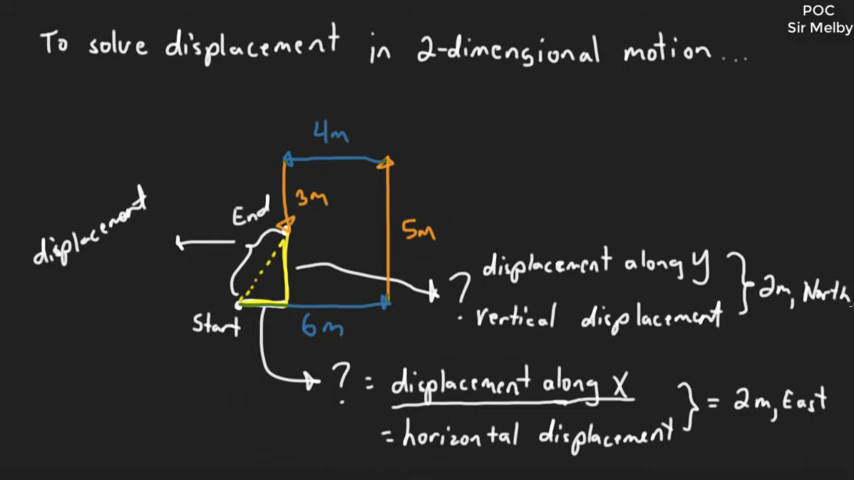 POC
Sir Melby
To solve displacement in 2-dimensional motion...
4m
3m
End
displacement
5m
? displacement along y
vertical displacement
2m, North
Start
6m
? = displacement along X
= horizontal displacement
= 2m, East